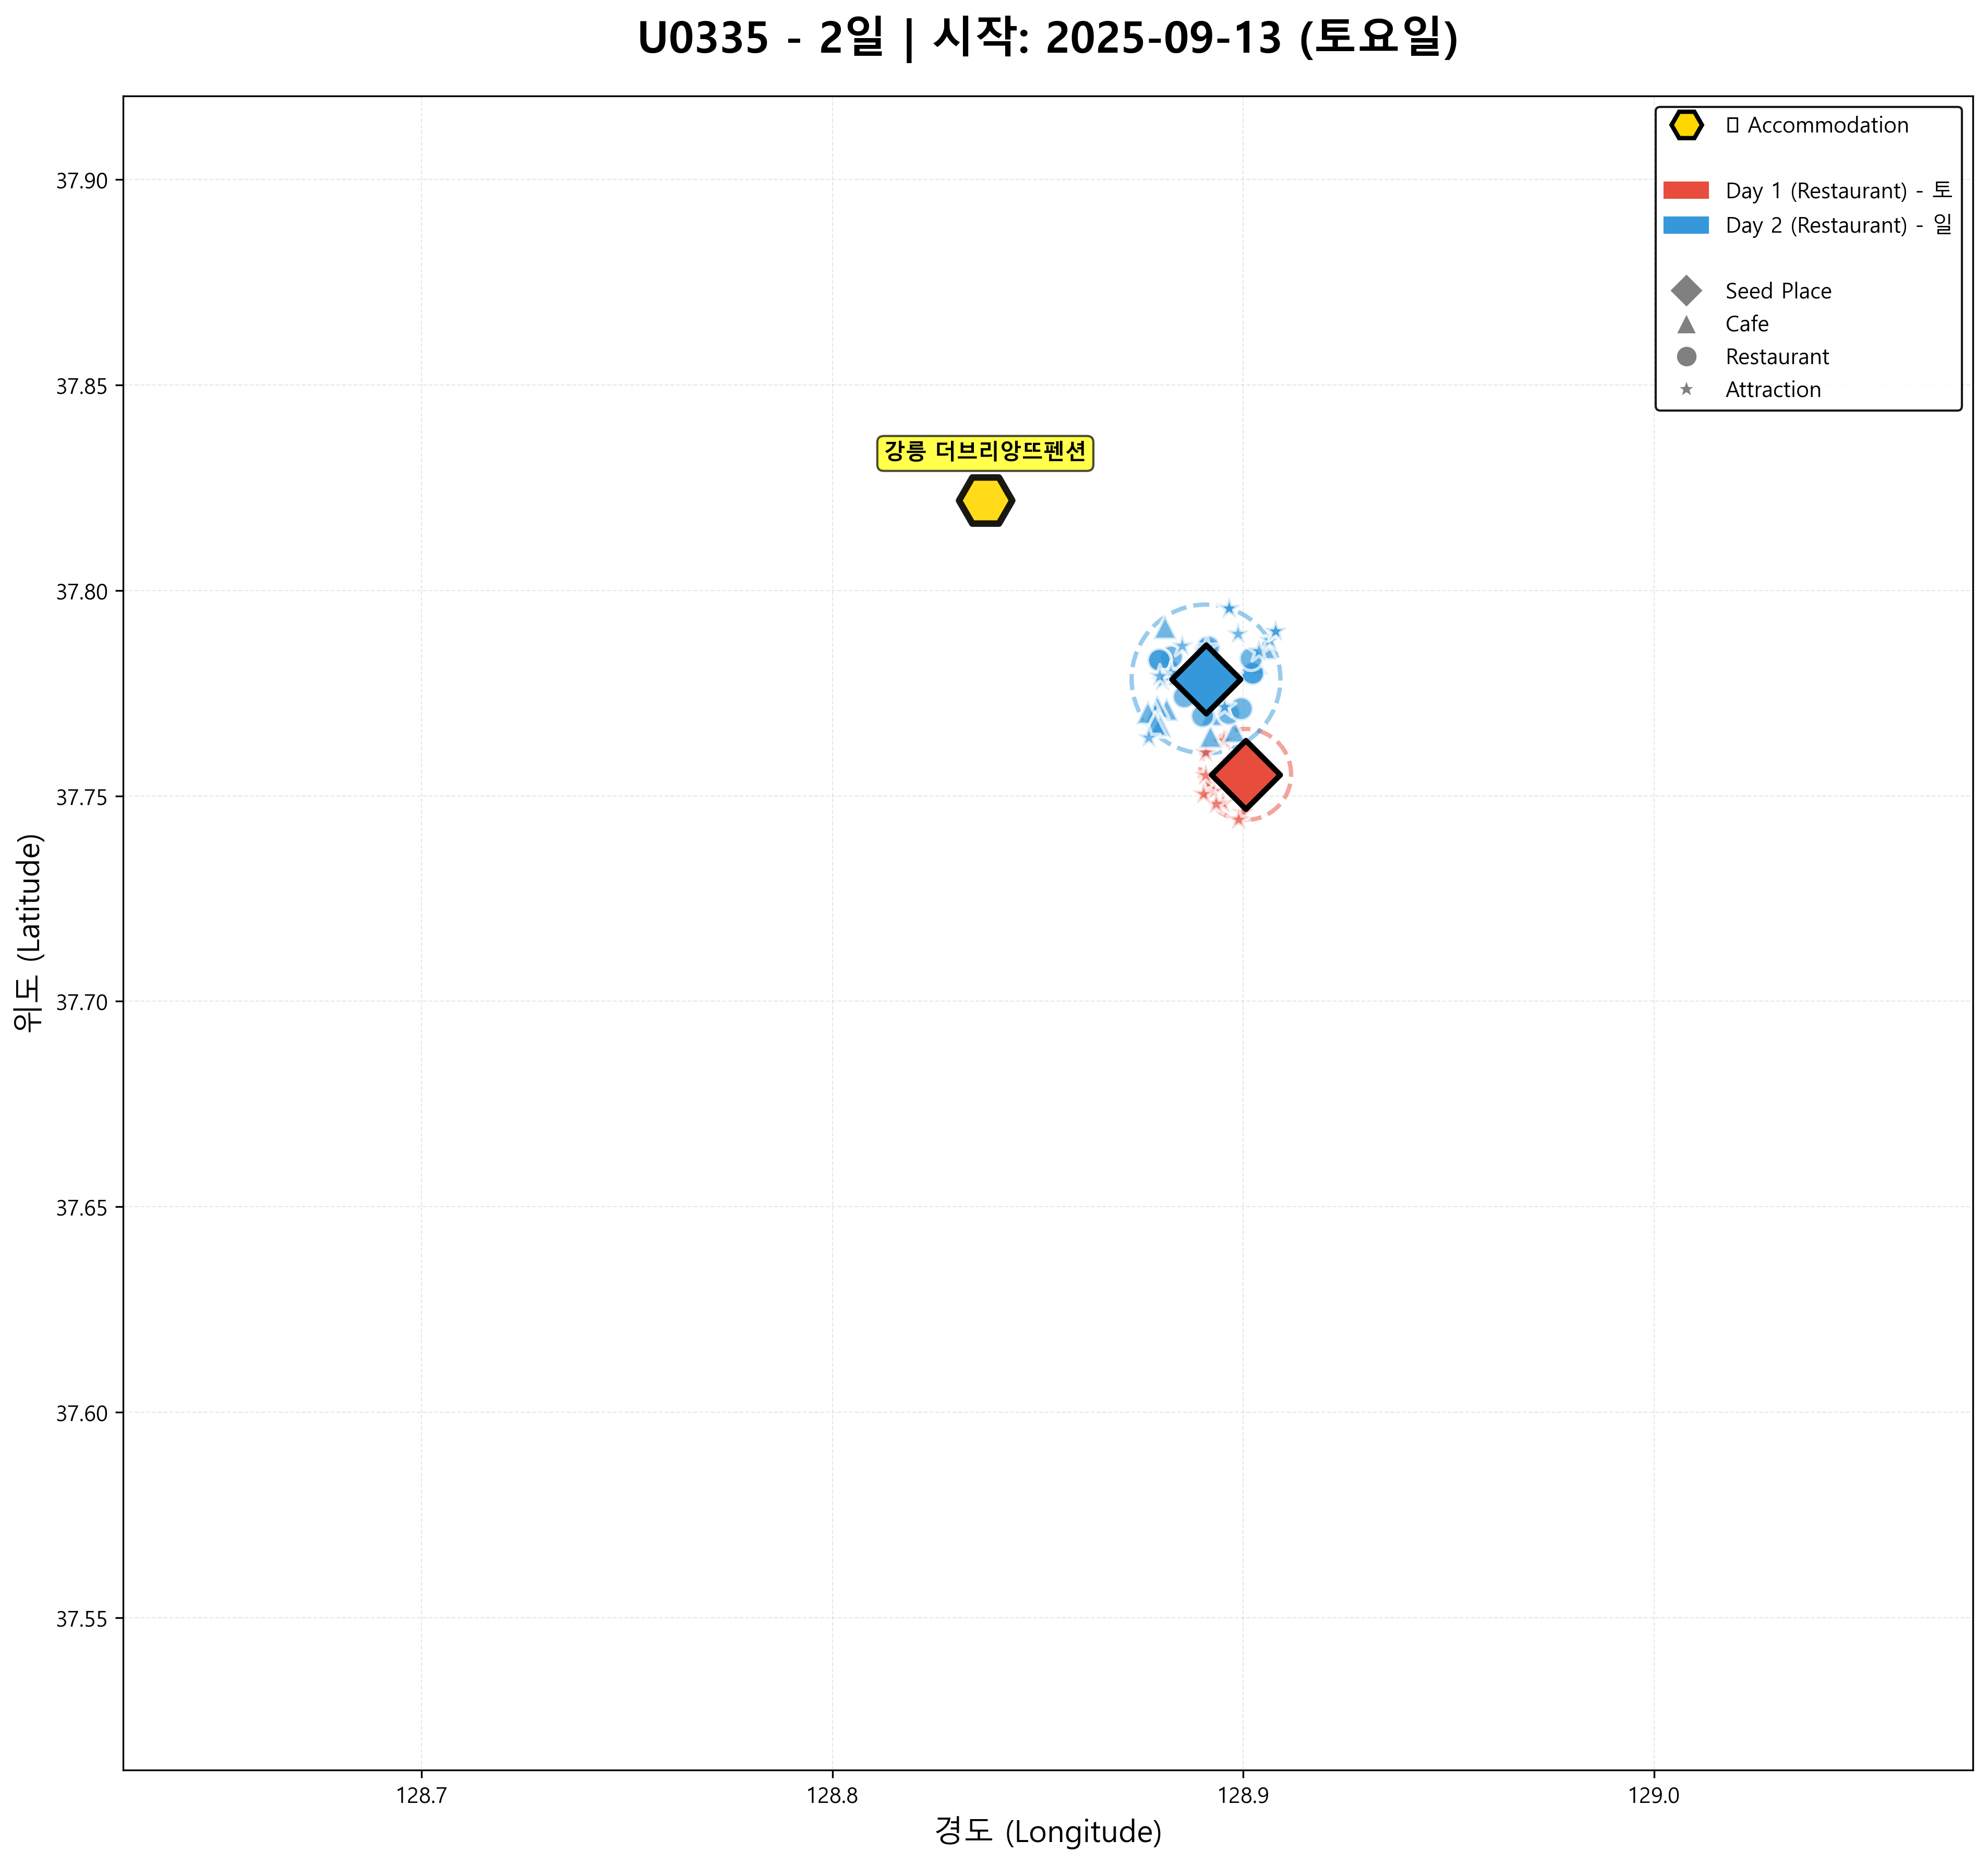 U0335 - 2일 | 시작: 2025-09-13 (토요일)
Accommodation
Day 1 (Restaurant) - 토
Day 2 (Restaurant) - 일
Seed Place
Cafe
Restaurant
Attraction
37.90
37.85
강릉 더브리앙뜨펜션
37.80
37.75
37.70
37.65
37.60
37.55
위도 (Latitude)
128.7
128.8
128.9
129.0
경도 (Longitude)